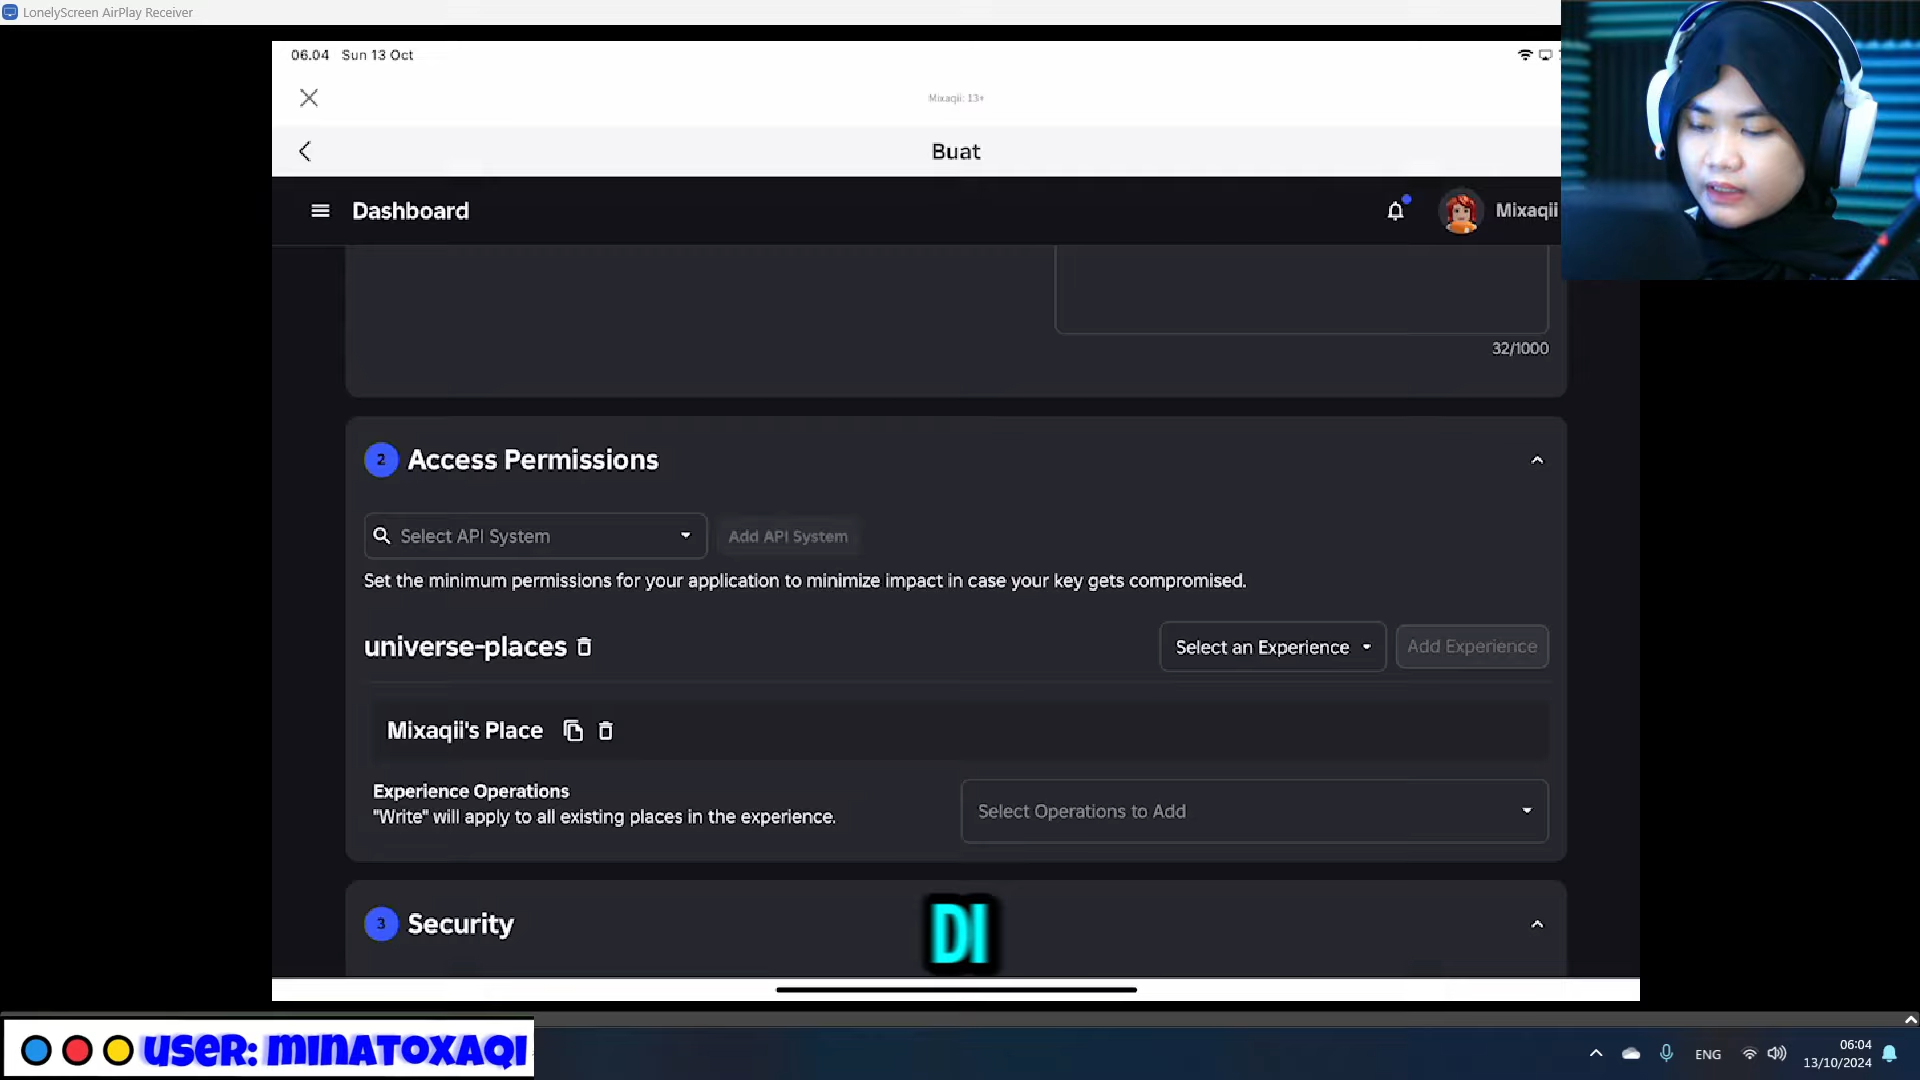 LonelyScreen AirPlay Receiver
06.04 Sun 13 Oct
Mixaqii: 13+
Buat
Dashboard
Mixaqii
32/1000
2 Access Permissions
Select API System
Add API System
Set the minimum permissions for your application to minimize impact in case your key gets compromised.
universe-places
Select an Experience
Add Experience
Mixaqii's Place
Experience Operations
"Write" will apply to all existing places in the experience.
Select Operations to Add
3 Security
DI
USER: MINATOXAQI
ENG
06:04
13/10/2024